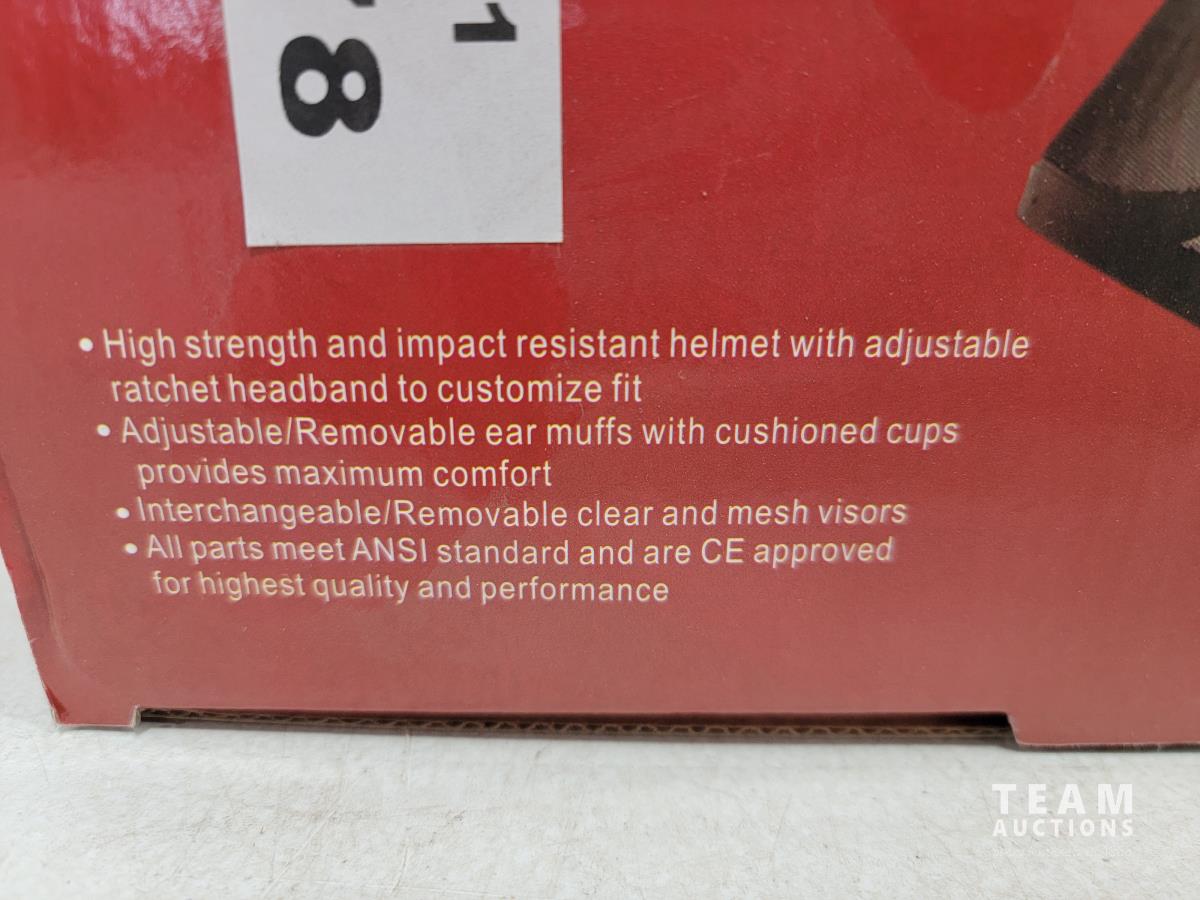 1
8
• High strength and impact resistant helmet with adjustable
ratchet headband to customize fit
• Adjustable/Removable ear muffs with cushioned cups
provides maximum comfort
• Interchangeable/Removable clear and mesh visors
• All parts meet ANSI standard and are CE approved
for highest quality and performance
TEAM
AUCTIONS